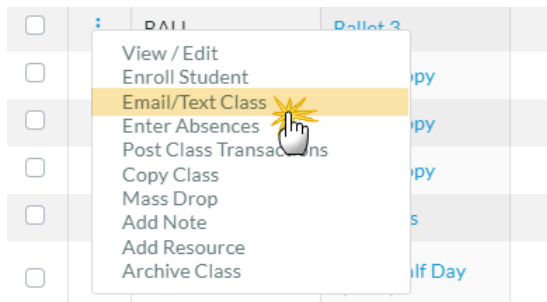 BALL Ballet 3
View / Edit
Enroll Student
Email/Text Class
opy
Enter Absences
opy
Post Class Transactions
Copy Class
opy
Mass Drop
Add Note
s
Add Resource
Archive Class
alf Day